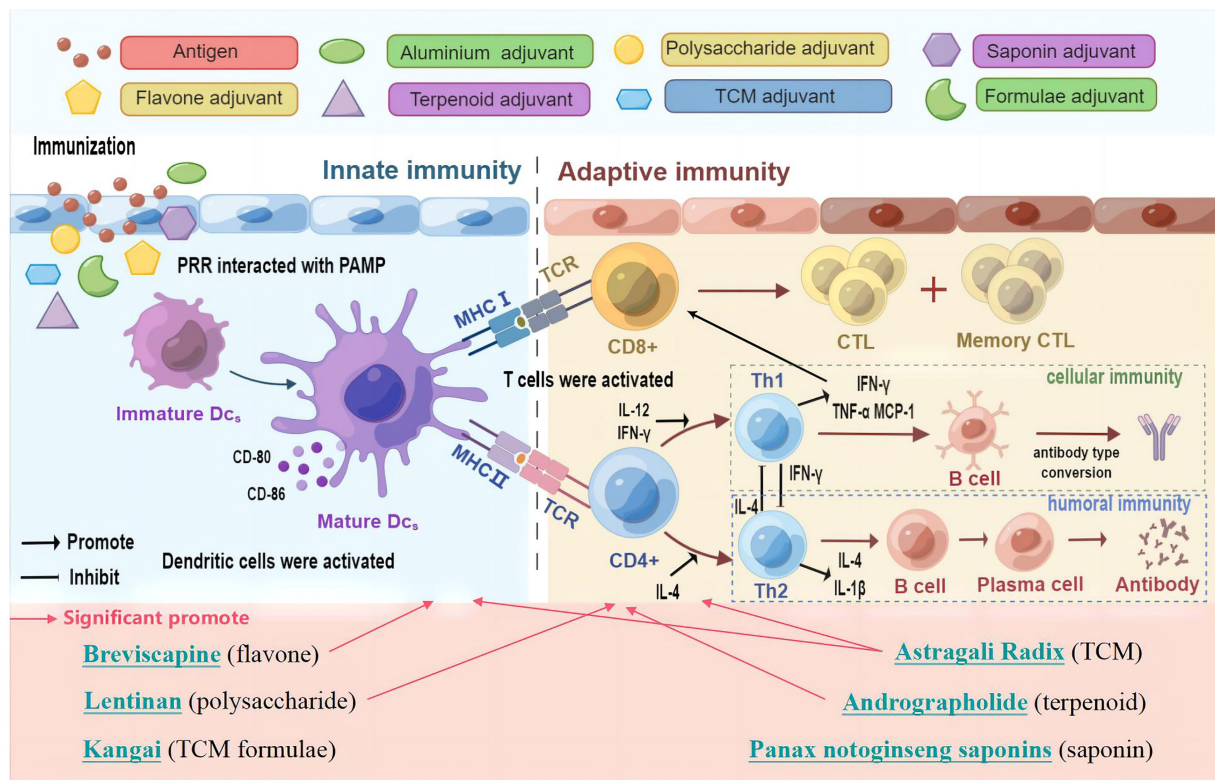 Antigen
Aluminium adjuvant
Polysaccharide adjuvant
Saponin adjuvant
Flavone adjuvant
Terpenoid adjuvant
TCM adjuvant
Formulae adjuvant
Immunization
Innate immunity
Adaptive immunity
PRR interacted with PAMP
MHC I
TCR
CD8+
CTL
+
Memory CTL
Immature Dcs
T cells were activated
Th1
IFN-γ
TNF-α MCP-1
cellular immunity
IL-12
IFN-γ
CD-80
CD-86
Mature Dcs
MHC II
TCR
CD4+
IFN-γ
IL-4
B cell
antibody type
conversion
humoral immunity
Promote
Inhibit
Dendritic cells were activated
IL-4
Th2
IL-4
IL-1β
B cell
Plasma cell
Antibody
Significant promote
Breviscapine (flavone)
Astragali Radix (TCM)
Lentinan (polysaccharide)
Andrographolide (terpenoid)
Kangai (TCM formulae)
Panax notoginseng saponins (saponin)